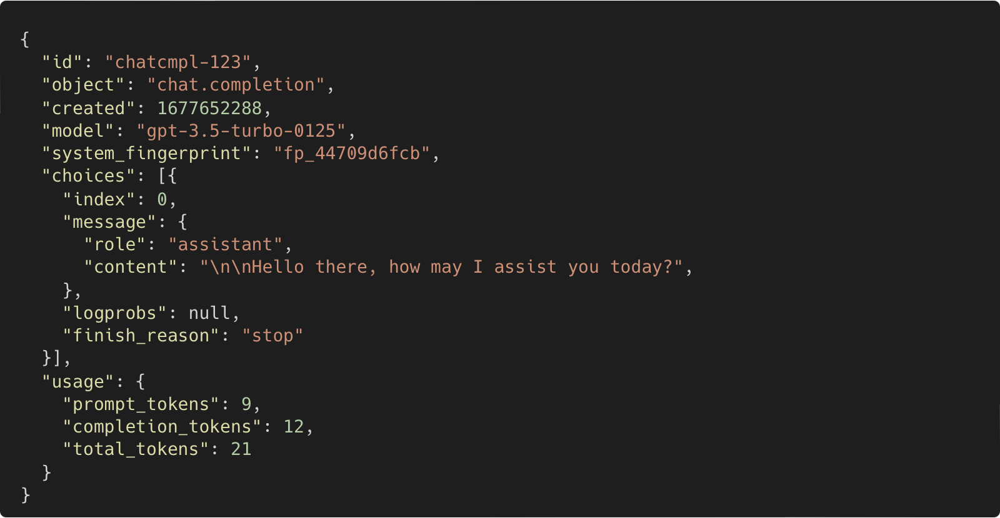 {
  "id": "chatcmpl-123",
  "object": "chat.completion",
  "created": 1677652288,
  "model": "gpt-3.5-turbo-0125",
  "system_fingerprint": "fp_44709d6fcb",
  "choices": [{
    "index": 0,
    "message": {
      "role": "assistant",
      "content": "\n\nHello there, how may I assist you today?",
    },
    "logprobs": null,
    "finish_reason": "stop"
  }],
  "usage": {
    "prompt_tokens": 9,
    "completion_tokens": 12,
    "total_tokens": 21
  }
}